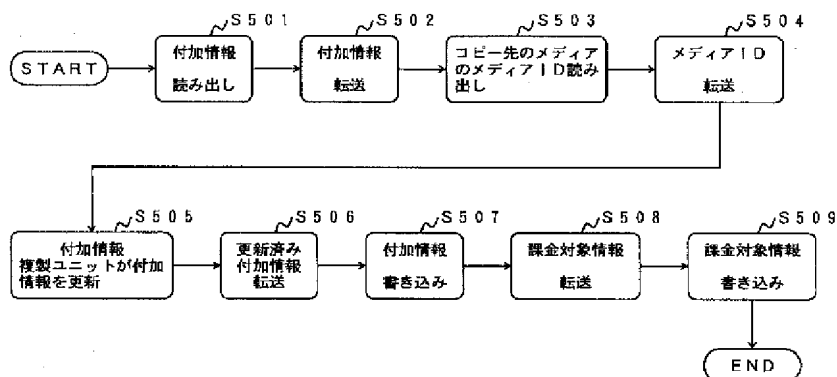 S501
S502
S503
S504
START
付加情報
読み出し
付加情報
転送
コピー先のメディア
のメディアID読み
出し
メディアID
転送
S505
S506
S507
S508
S509
付加情報
複製ユニットが付加
情報を更新
更新済み
付加情報
転送
付加情報
書き込み
課金対象情報
転送
課金対象情報
書き込み
END